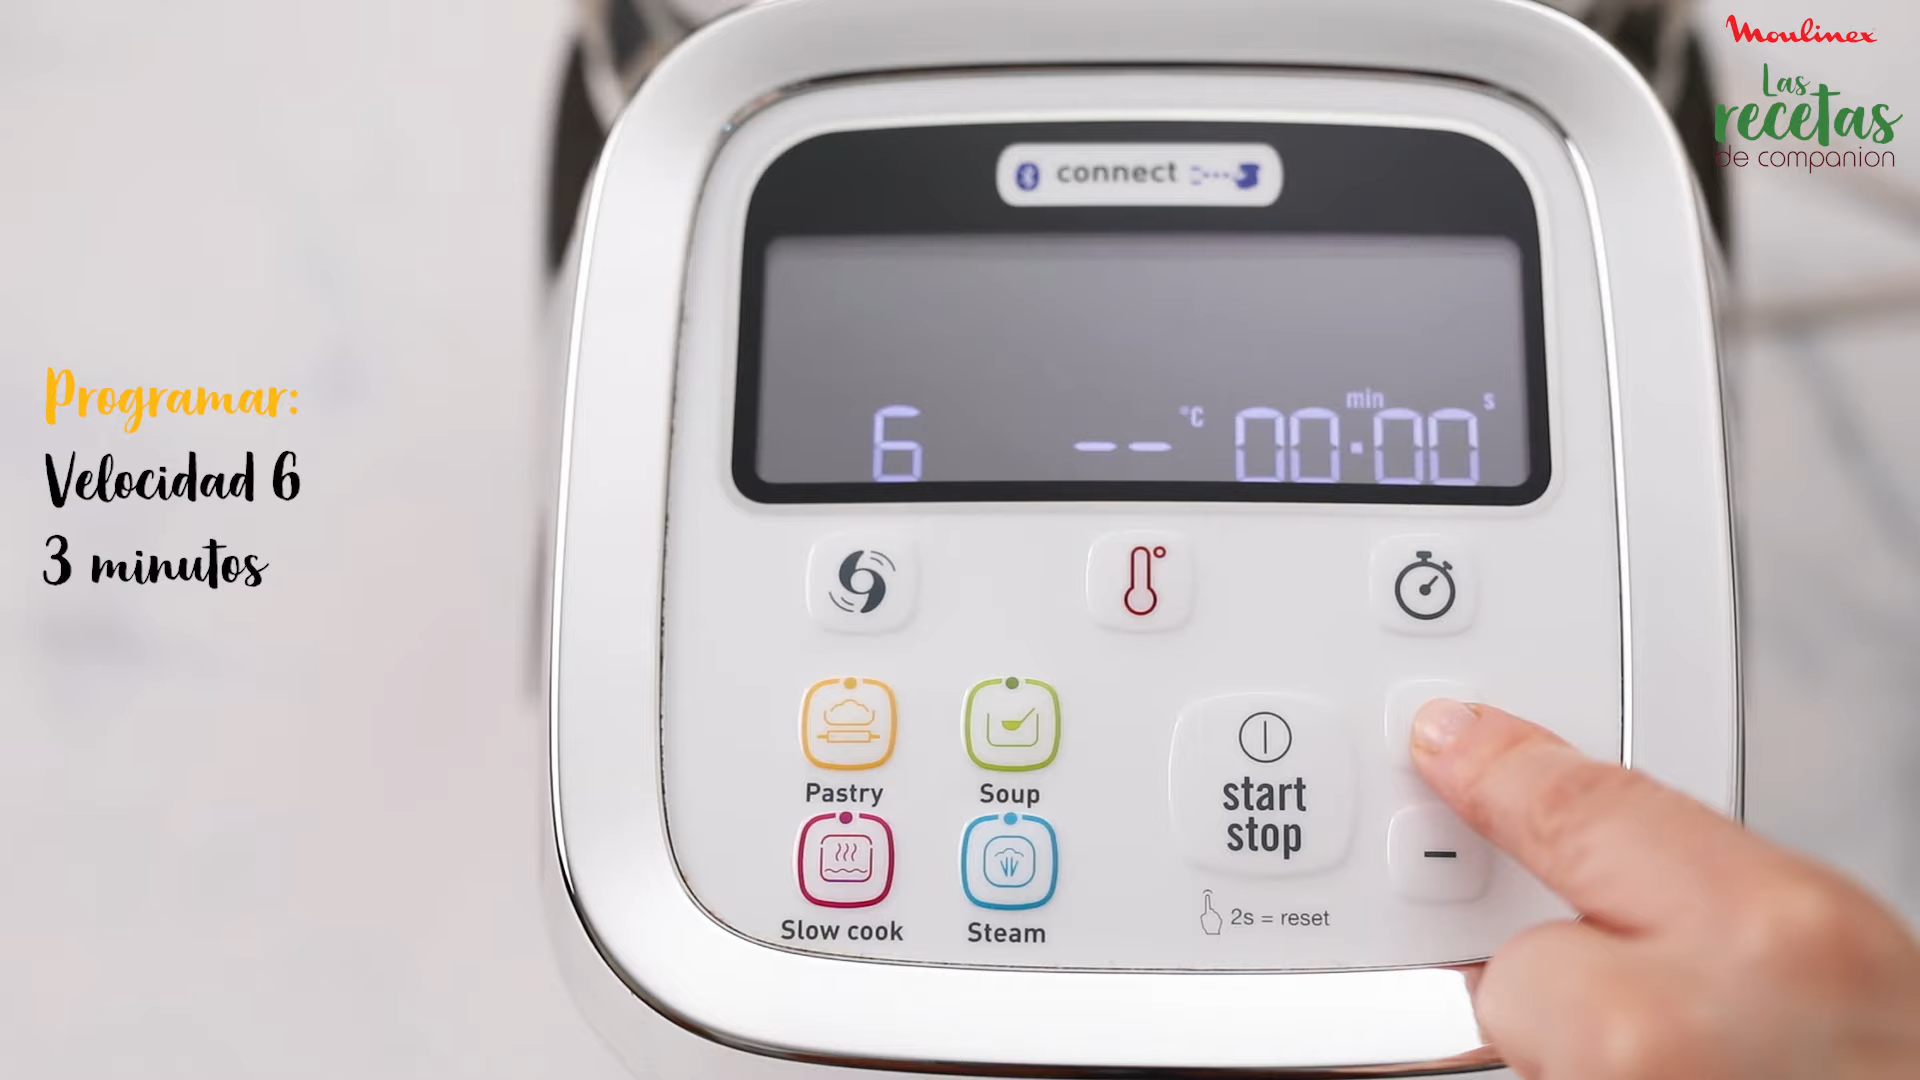 Moulinex
Las
recetas
de companion
connect
Programar:
Velocidad 6
3 minutos
min s
6 -- °C 00:00
Pastry
Soup
start
stop
–
Slow cook
Steam
2s = reset